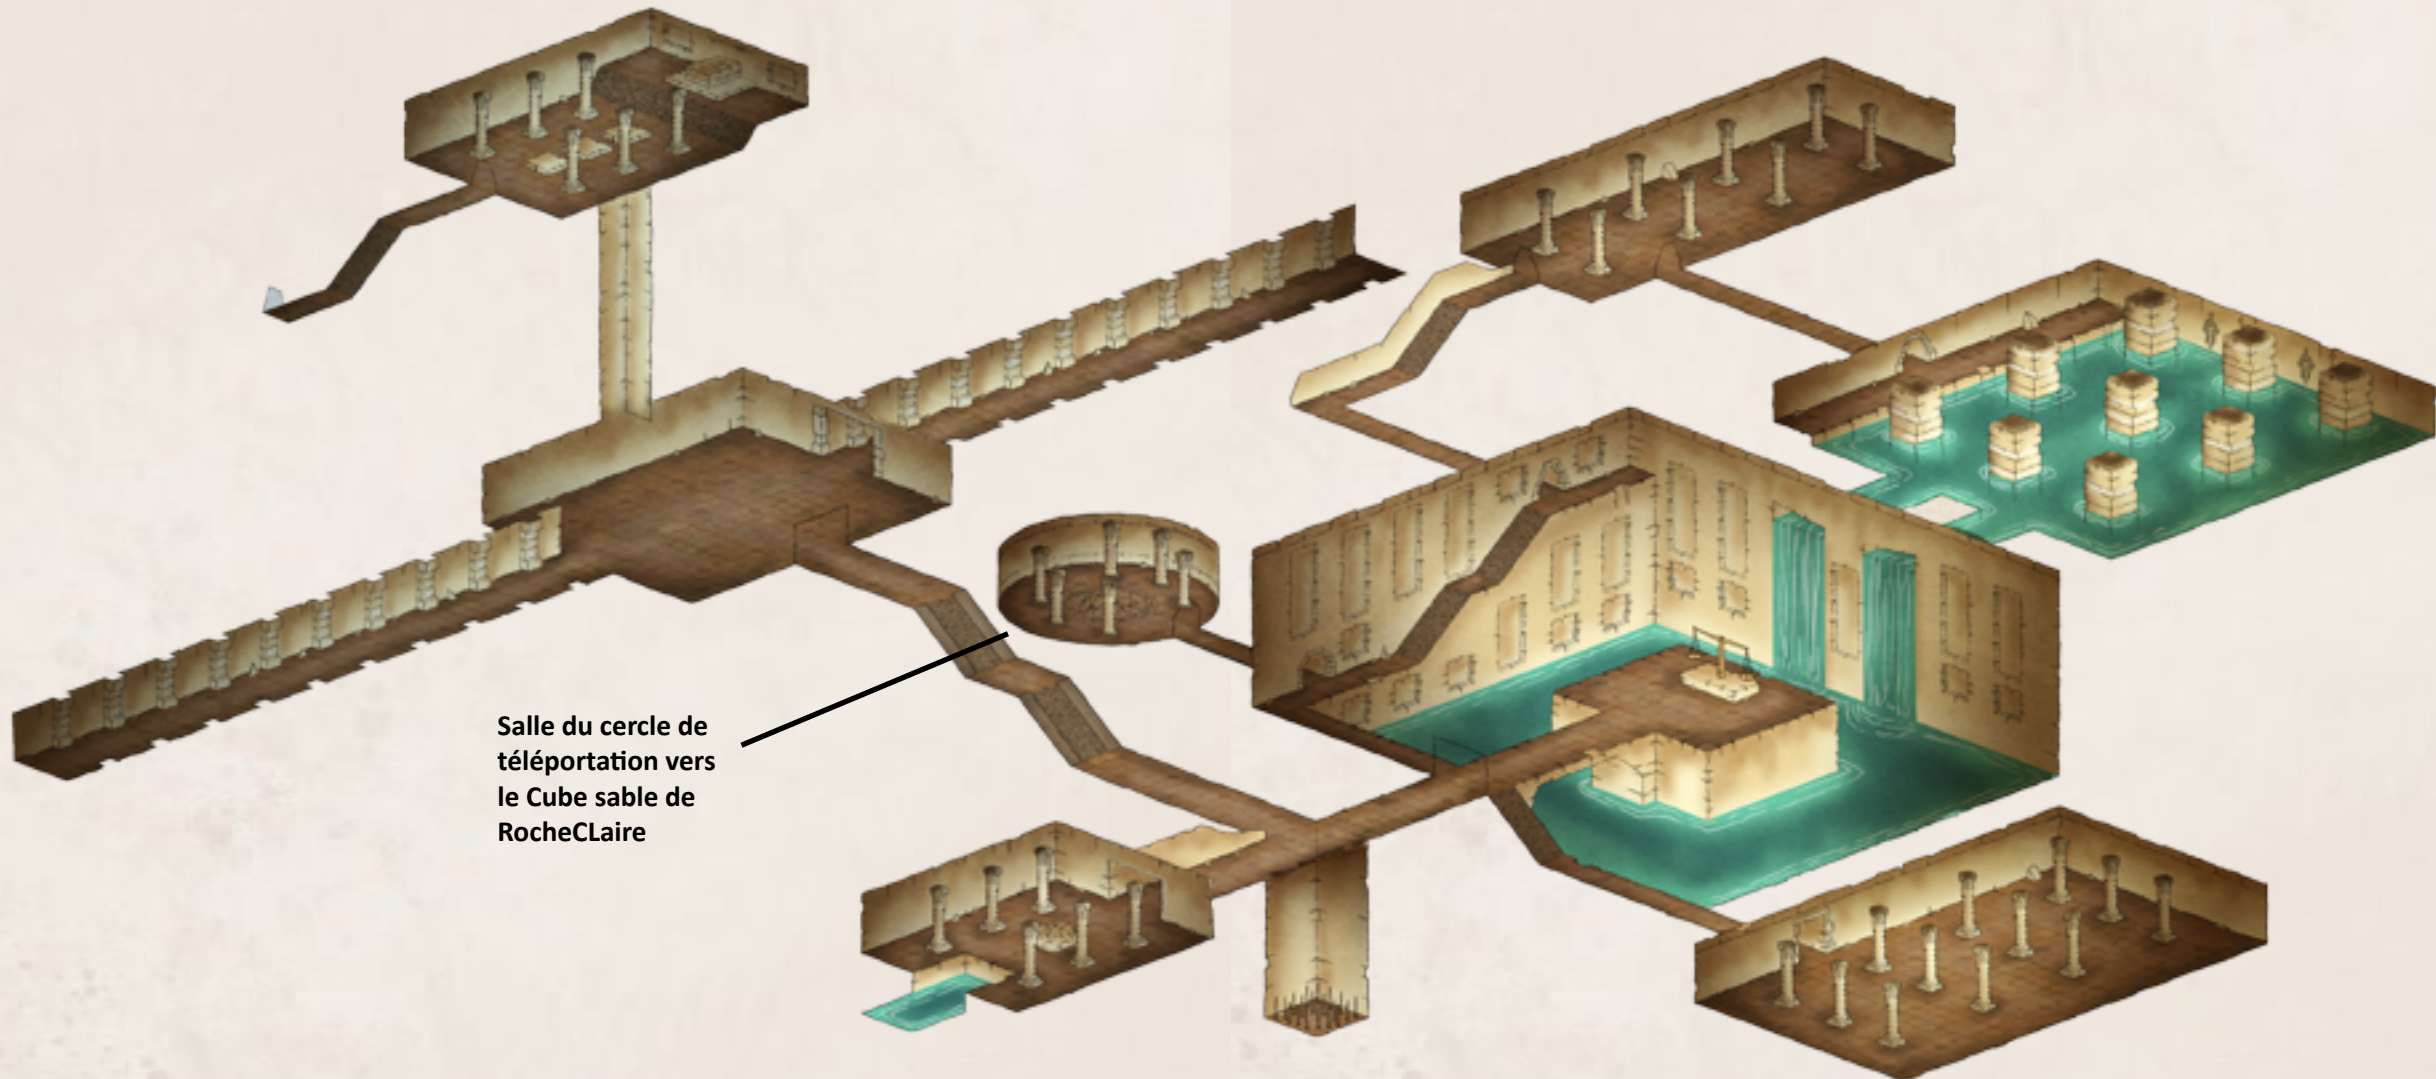 Salle du cercle de
téléportation vers
le Cube sable de
RocheCLaire